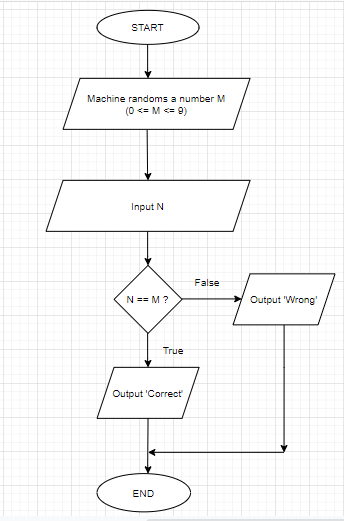 START
Machine randoms a number M
(0 <= M <= 9)
Input N
N == M ?
False
Output 'Wrong'
True
Output 'Correct'
END